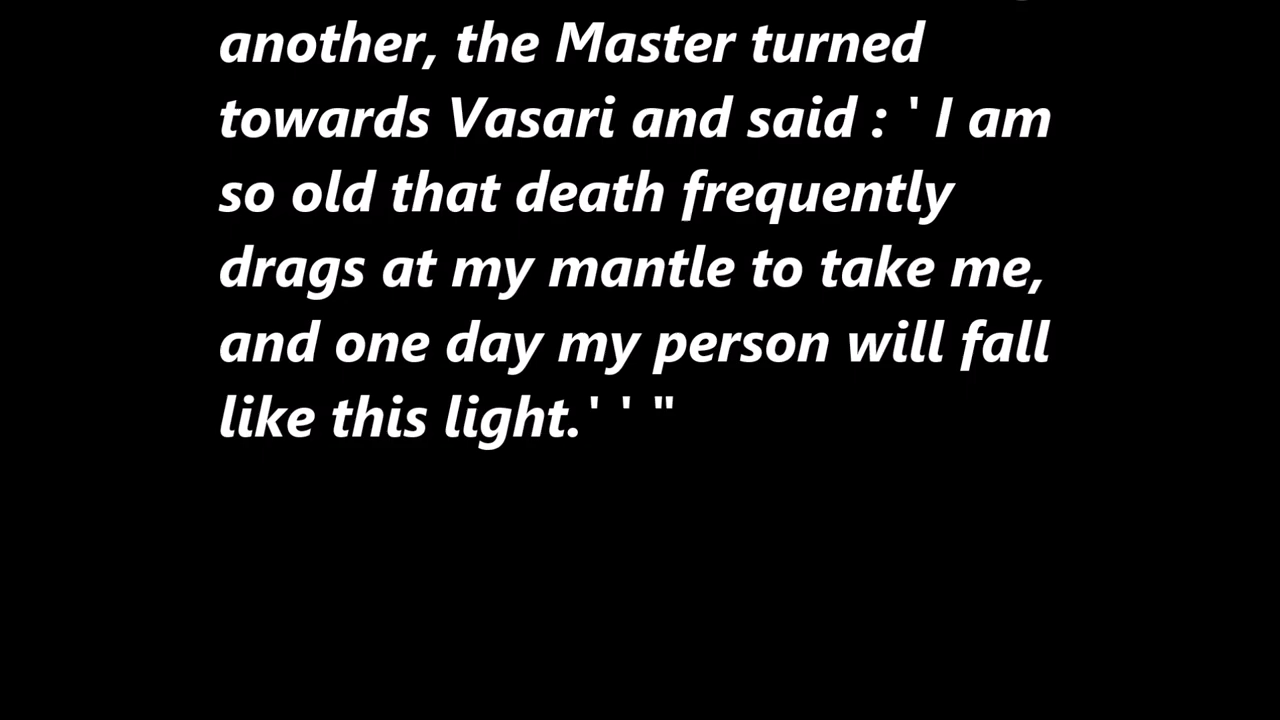 another, the Master turned
towards Vasari and said : ' I am
so old that death frequently
drags at my mantle to take me,
and one day my person will fall
like this light.' ' "